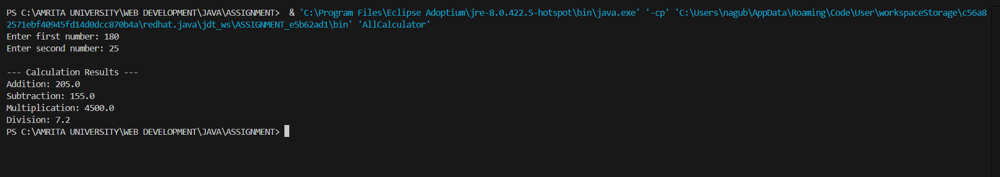 PS C:\AMRITA UNIVERSITY\WEB DEVELOPMENT\JAVA\ASSIGNMENT>  & 'C:\Program Files\Eclipse Adoptium\jre-8.0.422.5-hotspot\bin\java.exe' '-cp' 'C:\Users\nagub\AppData\Roaming\Code\User\workspaceStorage\c56a8
2571ebf40945fd14d0dcc870b4a\redhat.java\jdt_ws\ASSIGNMENT_e5b62ad1\bin' 'AllCalculator'
Enter first number: 180
Enter second number: 25
--- Calculation Results ---
Addition: 205.0
Subtraction: 155.0
Multiplication: 4500.0
Division: 7.2
PS C:\AMRITA UNIVERSITY\WEB DEVELOPMENT\JAVA\ASSIGNMENT>